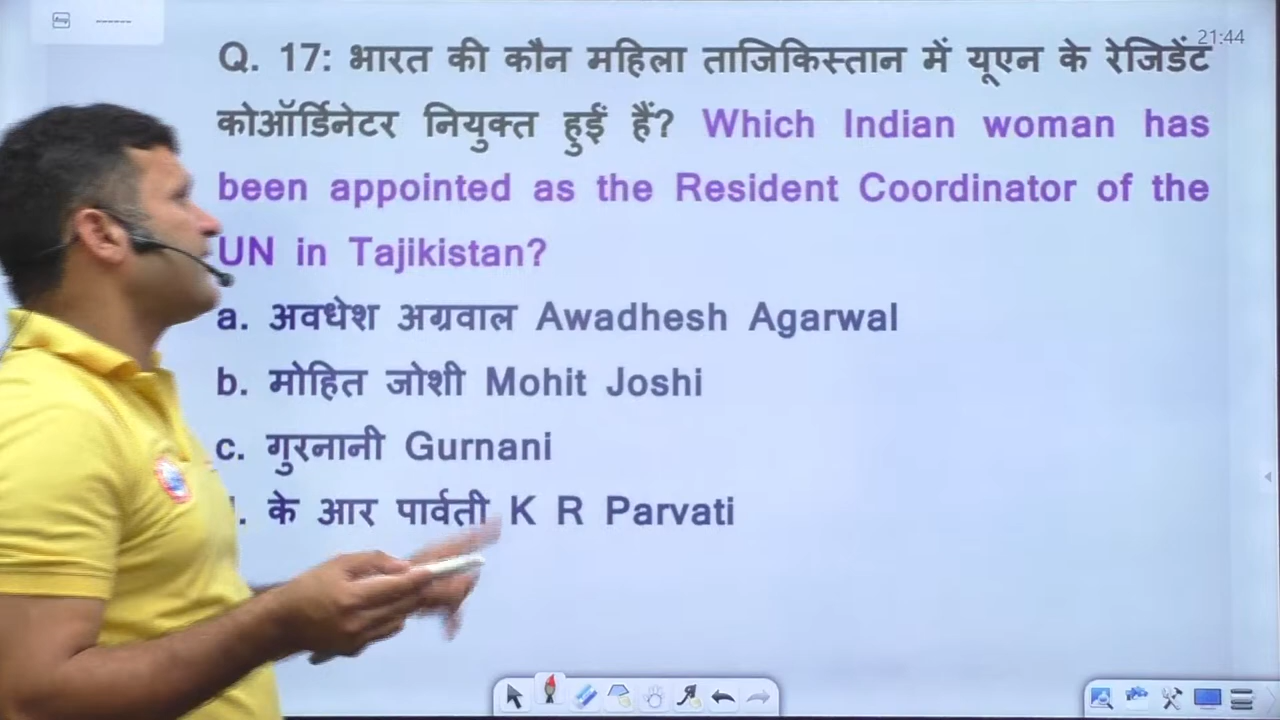 21:44
Q. 17: भारत की कौन महिला ताजिकिस्तान में यूएन के रेजिडेंट
कोऑर्डिनेटर नियुक्त हुईं हैं? Which Indian woman has
been appointed as the Resident Coordinator of the
UN in Tajikistan?
a. अवधेश अग्रवाल Awadhesh Agarwal
b. मोहित जोशी Mohit Joshi
c. गुरनानी Gurnani
. के आर पार्वती K R Parvati